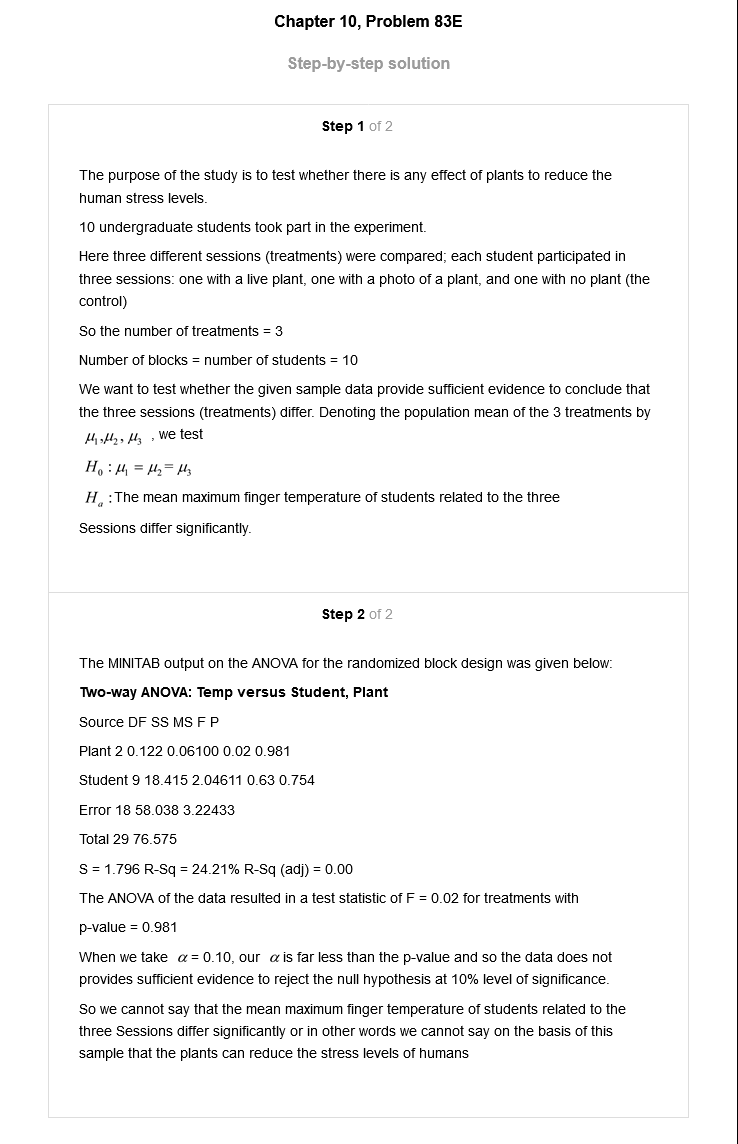 Chapter 10, Problem 83E
Step-by-step solution
Step 1 of 2
The purpose of the study is to test whether there is any effect of plants to reduce the
human stress levels.
10 undergraduate students took part in the experiment.
Here three different sessions (treatments) were compared; each student participated in
three sessions: one with a live plant, one with a photo of a plant, and one with no plant (the
control)
So the number of treatments = 3
Number of blocks = number of students = 10
We want to test whether the given sample data provide sufficient evidence to conclude that
the three sessions (treatments) differ. Denoting the population mean of the 3 treatments by
μ₁,μ₂, μ₃ , we test
H₀ : μ₁ = μ₂ = μ₃
Hₐ :The mean maximum finger temperature of students related to the three
Sessions differ significantly.
Step 2 of 2
The MINITAB output on the ANOVA for the randomized block design was given below:
Two-way ANOVA: Temp versus Student, Plant
Source DF SS MS F P
Plant 2 0.122 0.06100 0.02 0.981
Student 9 18.415 2.04611 0.63 0.754
Error 18 58.038 3.22433
Total 29 76.575
S = 1.796 R-Sq = 24.21% R-Sq (adj) = 0.00
The ANOVA of the data resulted in a test statistic of F = 0.02 for treatments with
p-value = 0.981
When we take α = 0.10, our α is far less than the p-value and so the data does not
provides sufficient evidence to reject the null hypothesis at 10% level of significance.
So we cannot say that the mean maximum finger temperature of students related to the
three Sessions differ significantly or in other words we cannot say on the basis of this
sample that the plants can reduce the stress levels of humans